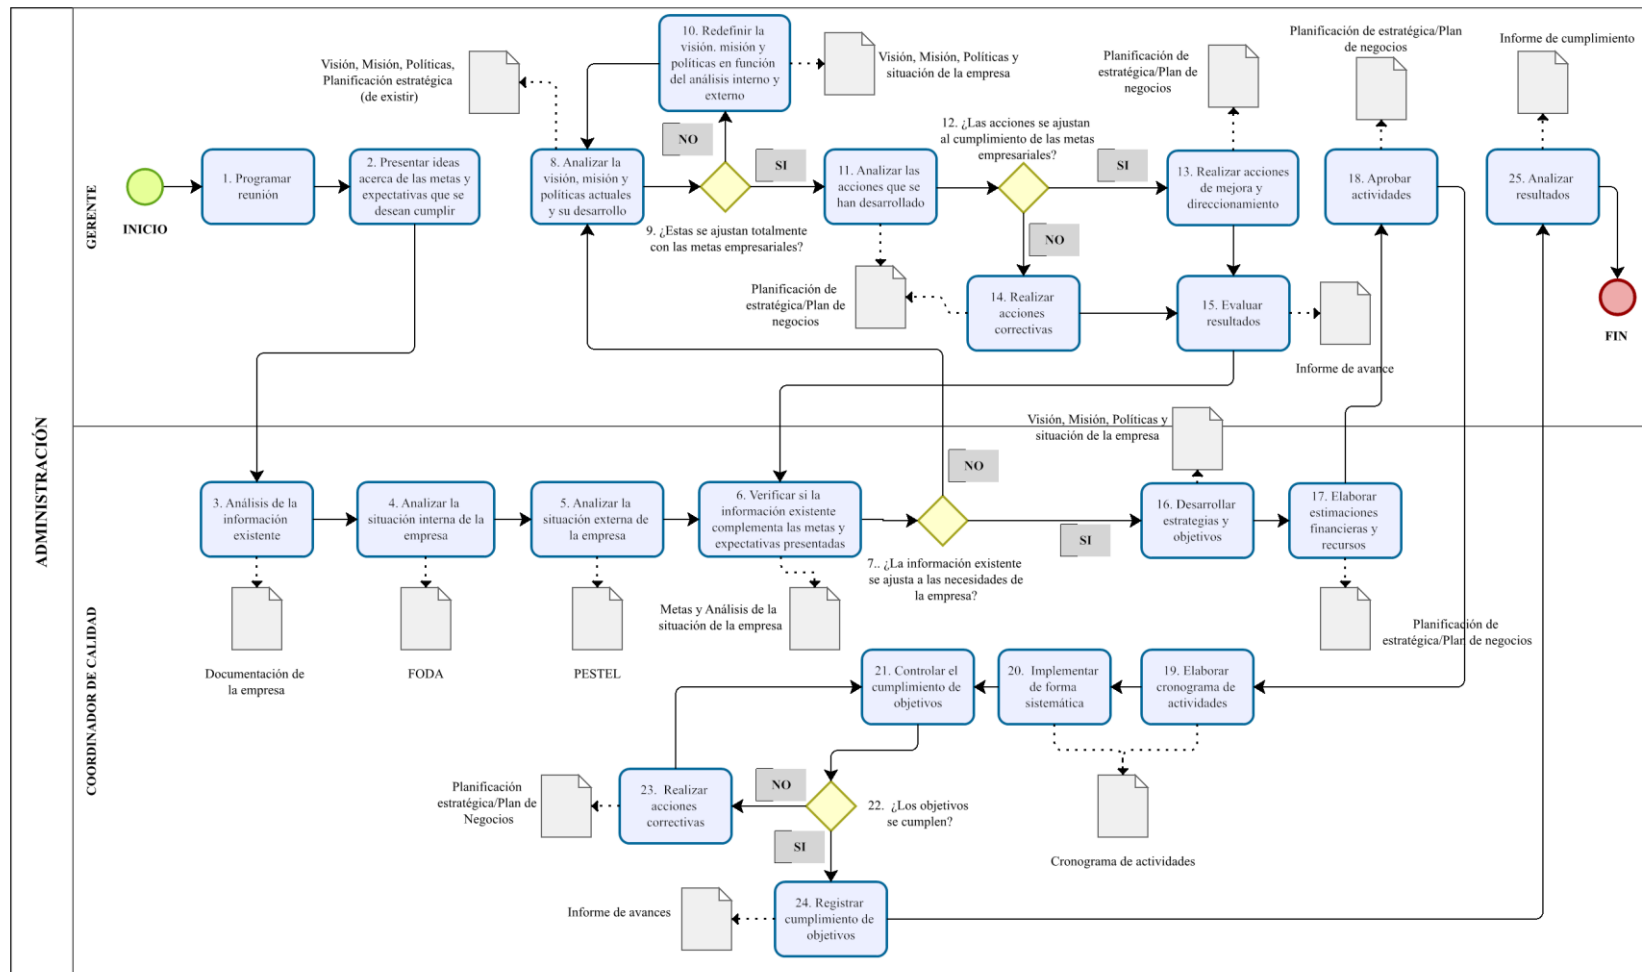 ADMINISTRACIÓN
GERENTE
INICIO
1. Programar
reunión
2. Presentar ideas
acerca de las metas y
expectativas que se
desean cumplir
Visión, Misión, Políticas,
Planificación estratégica
(de existir)
8. Analizar la
visión, misión y
políticas actuales
y su desarrollo
10. Redefinir la
visión. misión y
políticas en función
del análisis interno y
externo
Visión, Misión, Políticas y
situación de la empresa
NO
SI
9. ¿Estas se ajustan totalmente
con las metas empresariales?
11. Analizar las
acciones que se
han desarrollado
Planificación de
estratégica/Plan de
negocios
12. ¿Las acciones se ajustan
al cumplimiento de las metas
empresariales?
SI
NO
Planificación de
estratégica/Plan de
negocios
13. Realizar acciones
de mejora y
direccionamiento
14. Realizar
acciones
correctivas
15. Evaluar
resultados
Informe de avance
Planificación de estratégica/Plan
de negocios
18. Aprobar
actividades
Informe de cumplimiento
25. Analizar
resultados
FIN
COORDINADOR DE CALIDAD
3. Análisis de la
información
existente
Documentación de
la empresa
4. Analizar la
situación interna de la
empresa
FODA
5. Analizar la
situación externa de
la empresa
PESTEL
6. Verificar si la
información existente
complementa las metas y
expectativas presentadas
Metas y Análisis de la
situación de la empresa
NO
SI
7.. ¿La información existente
se ajusta a las necesidades de
la empresa?
Visión, Misión, Políticas y
situación de la empresa
16. Desarrollar
estrategias y
objetivos
17. Elaborar
estimaciones
financieras y
recursos
Planificación de
estratégica/Plan de negocios
21. Controlar el
cumplimiento de
objetivos
20. Implementar
de forma
sistemática
19. Elaborar
cronograma de
actividades
Cronograma de actividades
Planificación
estratégica/Plan de
Negocios
23. Realizar
acciones
correctivas
NO
22. ¿Los objetivos
se cumplen?
SI
Informe de avances
24. Registrar
cumplimiento de
objetivos